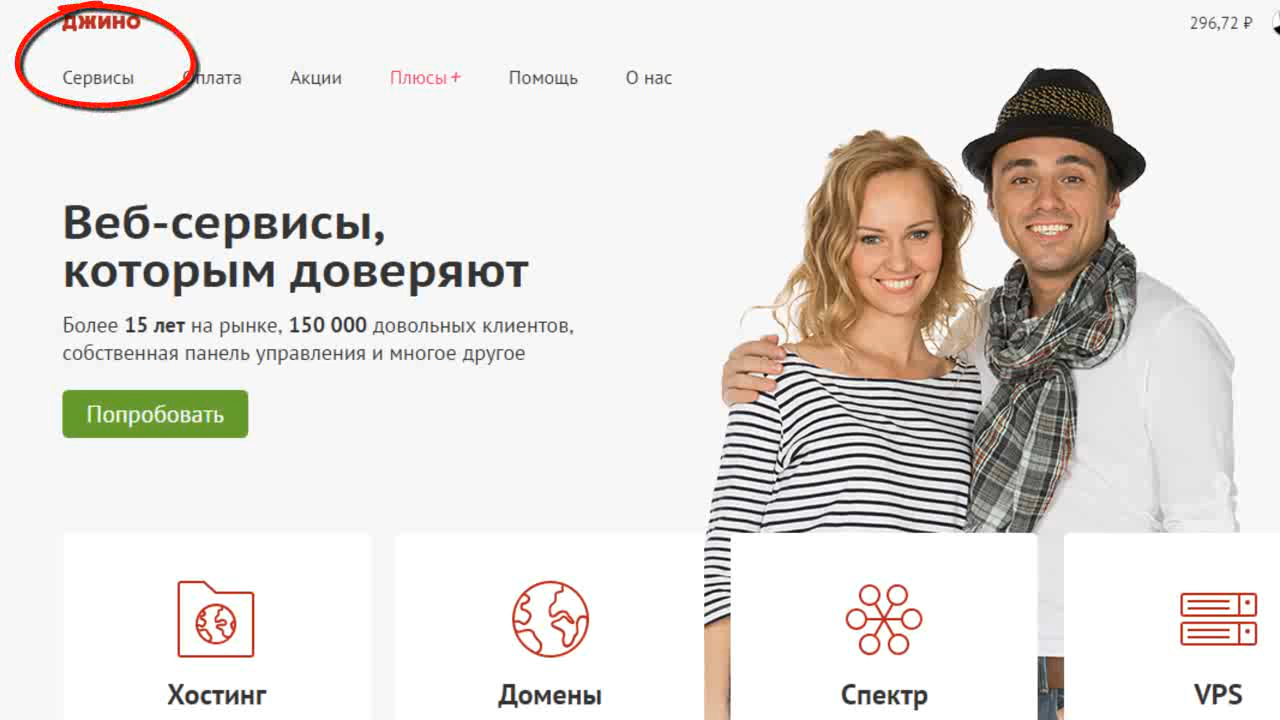 джино
296,72 ₽
Сервисы Оплата Акции Плюсы + Помощь О нас
Веб-сервисы,
которым доверяют
Более 15 лет на рынке, 150 000 довольных клиентов,
собственная панель управления и многое другое
Попробовать
Хостинг Домены Спектр VPS